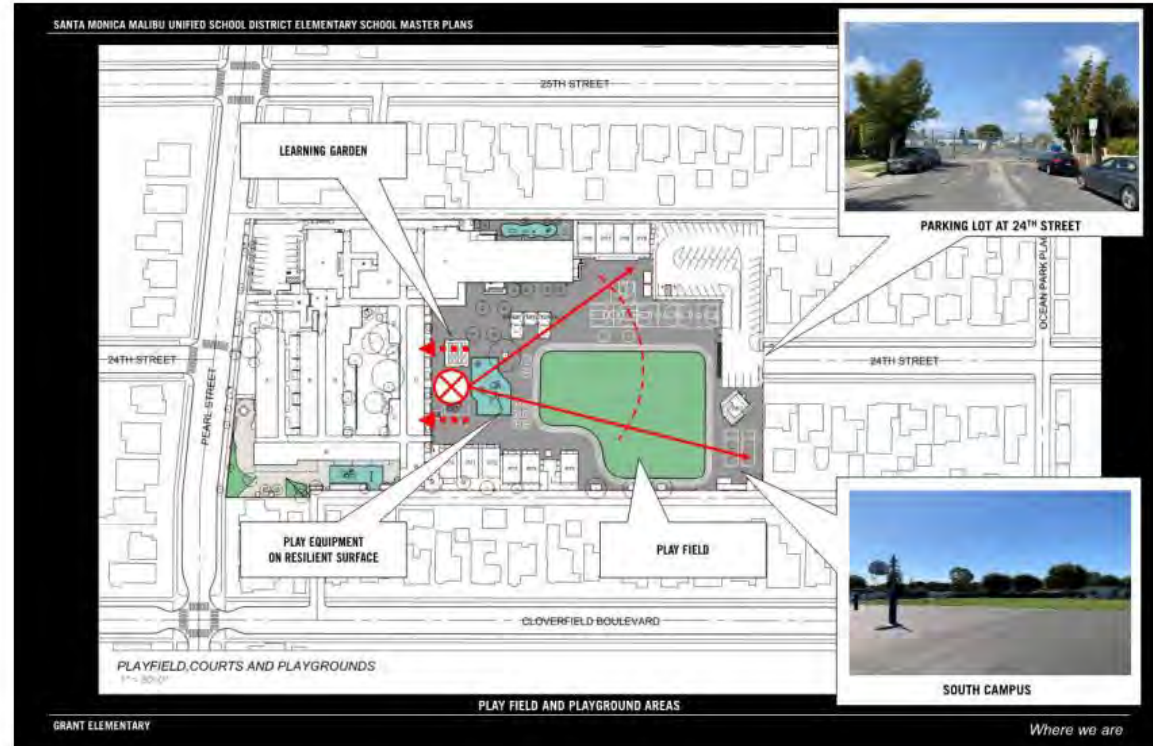 SANTA MONICA MALIBU UNIFIED SCHOOL DISTRICT ELEMENTARY SCHOOL MASTER PLANS
25TH STREET
LEARNING GARDEN
PARKING LOT AT 24TH STREET
OCEAN PARK PLAC
24TH STREET
24TH STREET
PEARL STREET
PLAY EQUIPMENT
ON RESILIENT SURFACE
PLAY FIELD
CLOVERFIELD BOULEVARD
PLAYFIELD,COURTS AND PLAYGROUNDS
SOUTH CAMPUS
PLAY FIELD AND PLAYGROUND AREAS
GRANT ELEMENTARY
Where we are